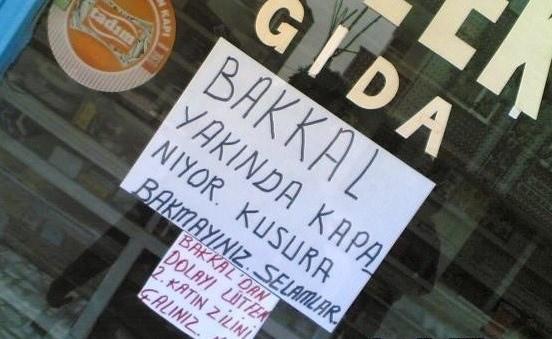 GIDA
BAKKAL
YAKINDA KAPA
NIYOR. KUSURA
BAKMAYINIZ. SELAMLAR.
BAKKAL'DAN
DOLAYI LÜTFEN
2. KATIN ZİLİNİ
ÇALINIZ.